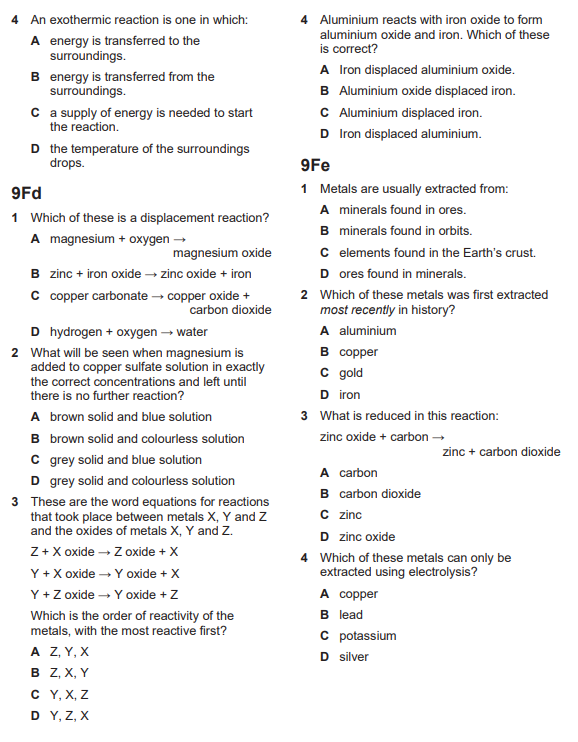 4 An exothermic reaction is one in which:
A energy is transferred to the
surroundings.
B energy is transferred from the
surroundings.
C a supply of energy is needed to start
the reaction.
D the temperature of the surroundings
drops.
9Fd
1 Which of these is a displacement reaction?
A magnesium + oxygen →
magnesium oxide
B zinc + iron oxide → zinc oxide + iron
C copper carbonate → copper oxide +
carbon dioxide
D hydrogen + oxygen → water
2 What will be seen when magnesium is
added to copper sulfate solution in exactly
the correct concentrations and left until
there is no further reaction?
A brown solid and blue solution
B brown solid and colourless solution
C grey solid and blue solution
D grey solid and colourless solution
3 These are the word equations for reactions
that took place between metals X, Y and Z
and the oxides of metals X, Y and Z.
Z + X oxide → Z oxide + X
Y + X oxide → Y oxide + X
Y + Z oxide → Y oxide + Z
Which is the order of reactivity of the
metals, with the most reactive first?
A Z, Y, X
B Z, X, Y
C Y, X, Z
D Y, Z, X
4 Aluminium reacts with iron oxide to form
aluminium oxide and iron. Which of these
is correct?
A Iron displaced aluminium oxide.
B Aluminium oxide displaced iron.
C Aluminium displaced iron.
D Iron displaced aluminium.
9Fe
1 Metals are usually extracted from:
A minerals found in ores.
B minerals found in orbits.
C elements found in the Earth's crust.
D ores found in minerals.
2 Which of these metals was first extracted
most recently in history?
A aluminium
B copper
C gold
D iron
3 What is reduced in this reaction:
zinc oxide + carbon →
zinc + carbon dioxide
A carbon
B carbon dioxide
C zinc
D zinc oxide
4 Which of these metals can only be
extracted using electrolysis?
A copper
B lead
C potassium
D silver